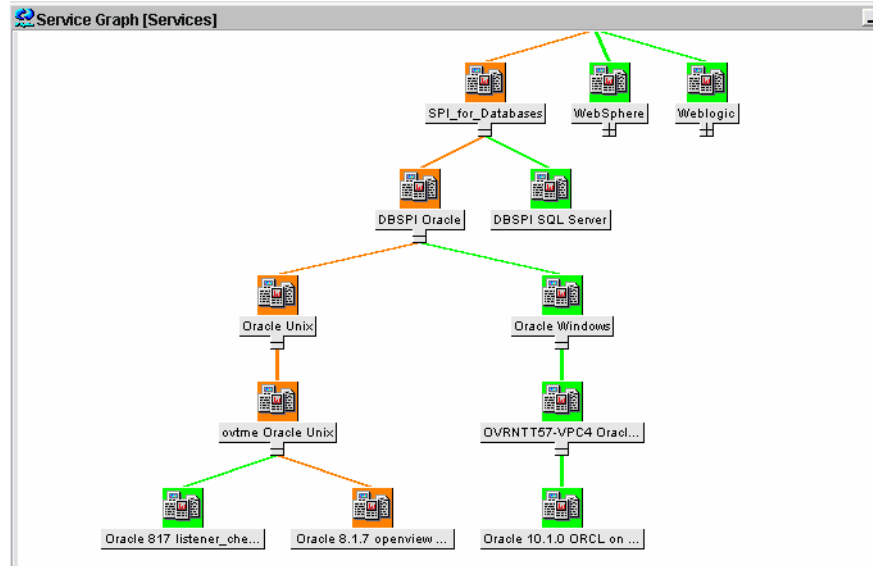 Service Graph [Services]
SPI_for_Databases
WebSphere
Weblogic
DBSPI Oracle
DBSPI SQL Server
Oracle Unix
Oracle Windows
ovtme Oracle Unix
OVRNTT57-VPC4 Oracl...
Oracle 817 listener_che...
Oracle 8.1.7 openview ...
Oracle 10.1.0 ORCL on ...